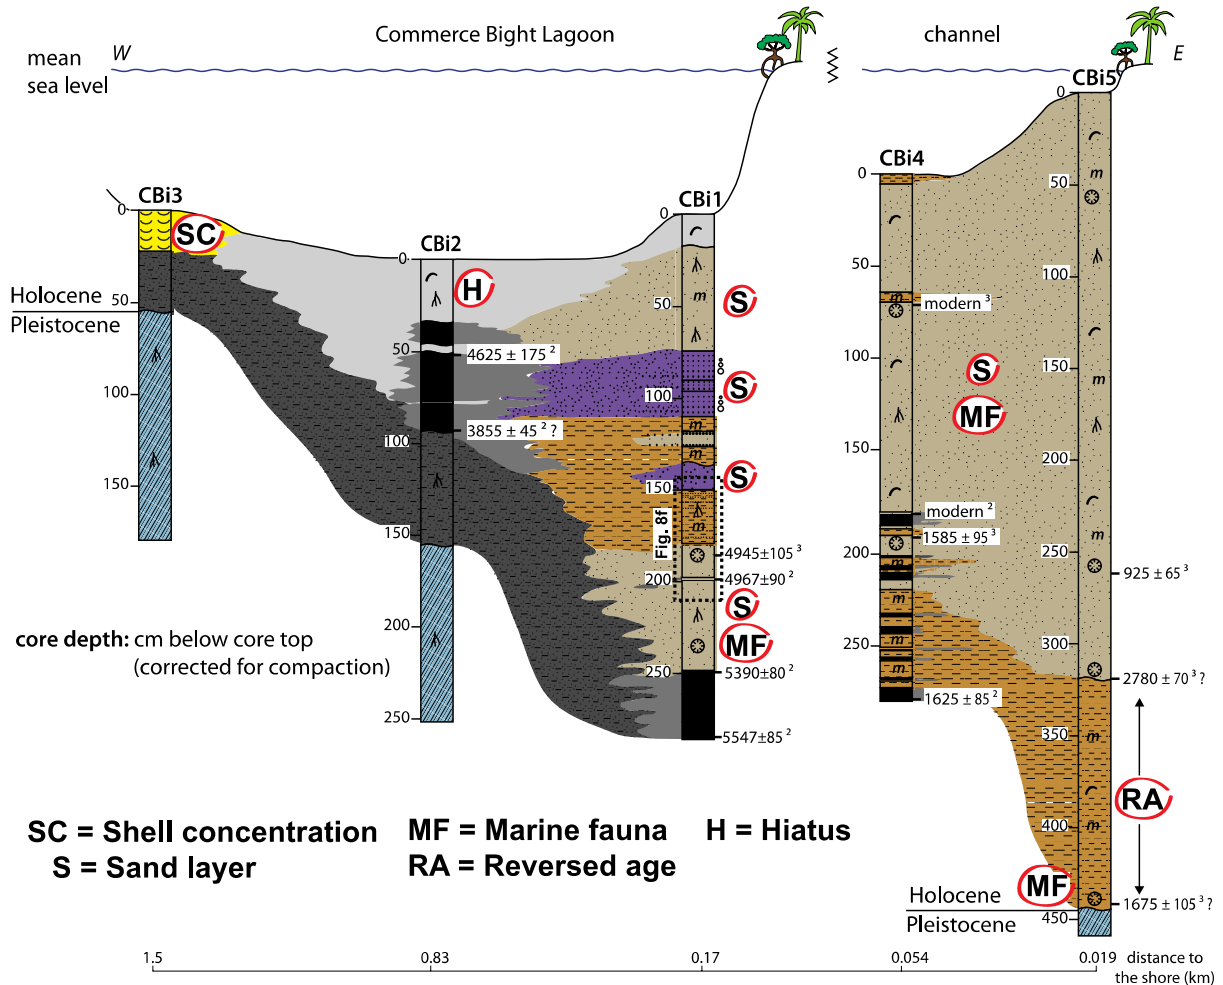 mean
sea level
W
Commerce Bight Lagoon
channel
E
CBi3
CBi2
CBi1
CBi4
CBi5
0
50
100
150
SC
Holocene
Pleistocene
0
50
100
150
200
250
H
4625 ± 175 ²
3855 ± 45 ² ?
0
50
100
150
200
250
m
m
m
m
S
S
S
S
MF
Fig. 8f
4945±105 ³
4967±90 ²
5390±80 ²
5547±85 ²
0
50
100
150
200
250
m
m
m
m
m
modern ³
modern ²
1585 ± 95 ³
1625 ± 85 ²
S
MF
0
50
100
150
200
250
300
350
400
450
m
m
m
m
m
925 ± 65 ³
2780 ± 70 ³ ?
1675 ± 105 ³ ?
RA
MF
Holocene
Pleistocene
core depth: cm below core top
(corrected for compaction)
SC = Shell concentration
MF = Marine fauna
H = Hiatus
S = Sand layer
RA = Reversed age
1.5
0.83
0.17
0.054
0.019
distance to
the shore (km)